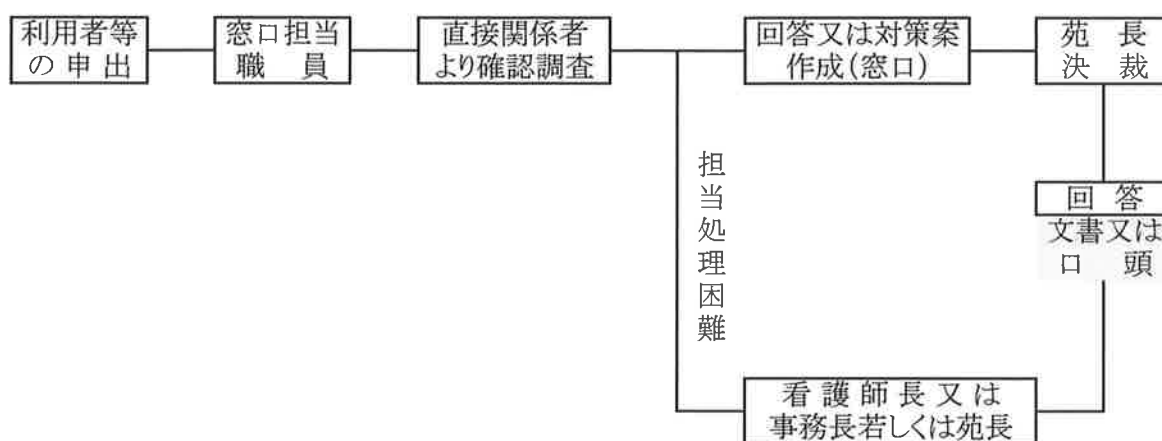 利用者等
の申出
窓口担当
職員
直接関係者
より確認調査
回答又は対策案
作成(窓口)
苑長
決裁
担当処理困難
回答
文書又は
口頭
看護師長又は
事務長若しくは苑長